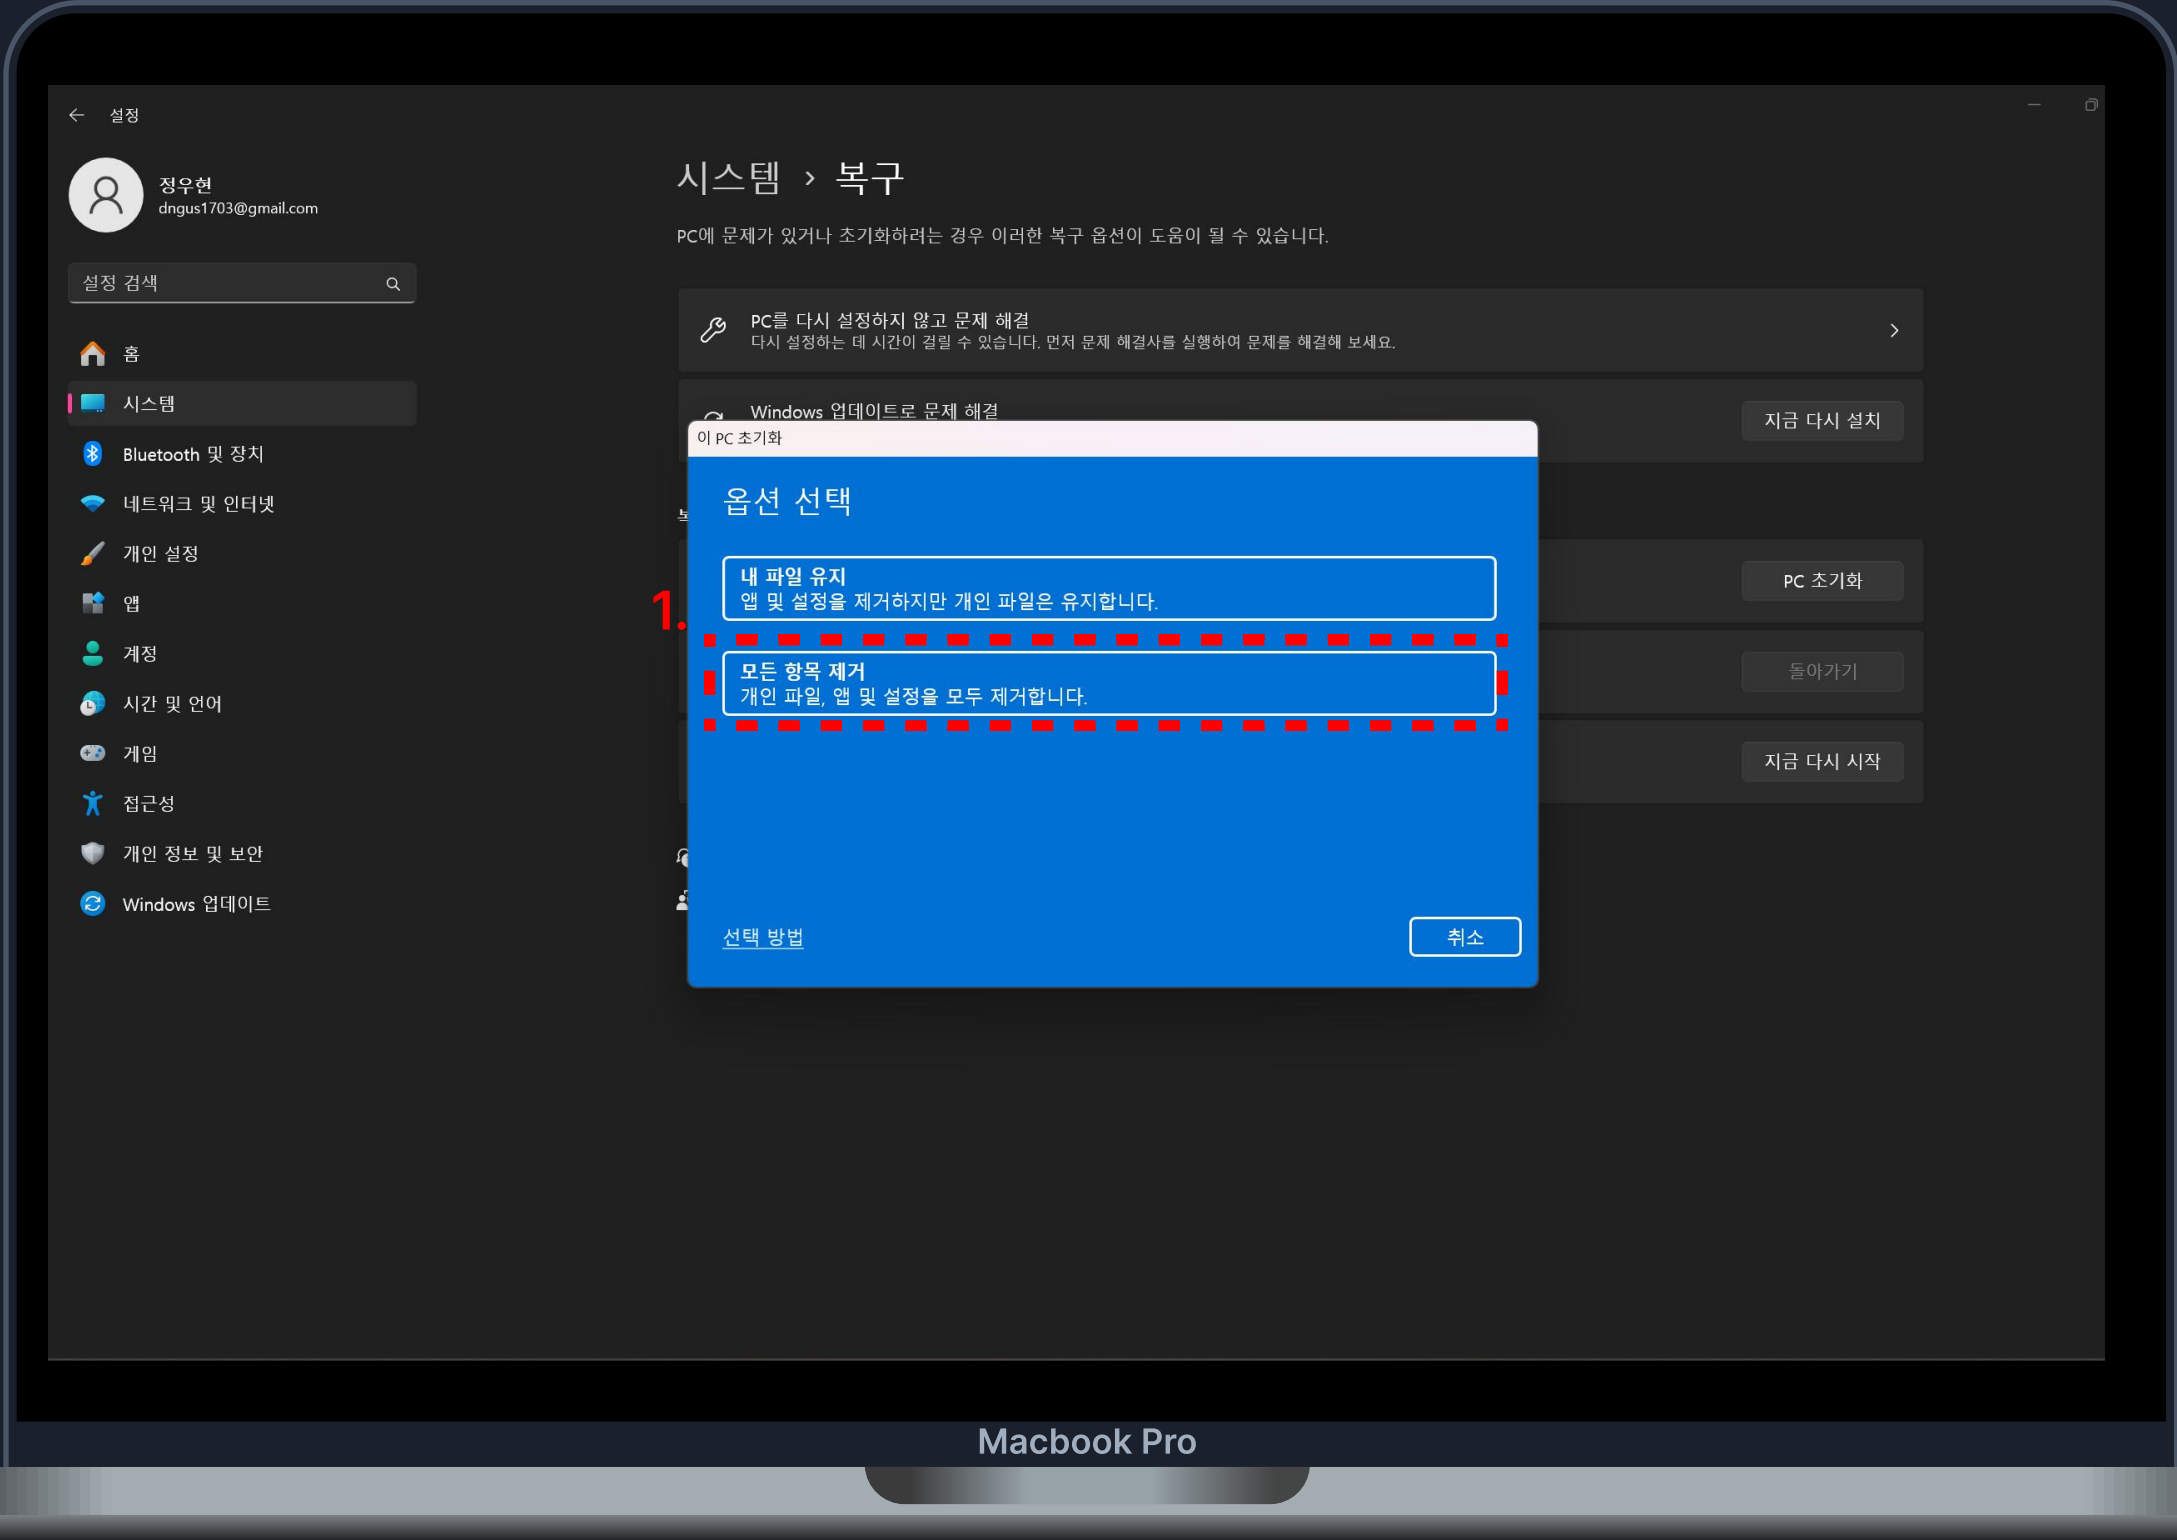 설정
정우현
dngus1703@gmail.com
설정 검색
홈
시스템
Bluetooth 및 장치
네트워크 및 인터넷
개인 설정
앱
계정
시간 및 언어
게임
접근성
개인 정보 및 보안
Windows 업데이트
시스템 › 복구
PC에 문제가 있거나 초기화하려는 경우 이러한 복구 옵션이 도움이 될 수 있습니다.
PC를 다시 설정하지 않고 문제 해결
다시 설정하는 데 시간이 걸릴 수 있습니다. 먼저 문제 해결사를 실행하여 문제를 해결해 보세요.
Windows 업데이트로 문제 해결
지금 다시 설치
이 PC 초기화
옵션 선택
내 파일 유지
앱 및 설정을 제거하지만 개인 파일은 유지합니다.
1.
모든 항목 제거
개인 파일, 앱 및 설정을 모두 제거합니다.
선택 방법
취소
PC 초기화
돌아가기
지금 다시 시작
Macbook Pro